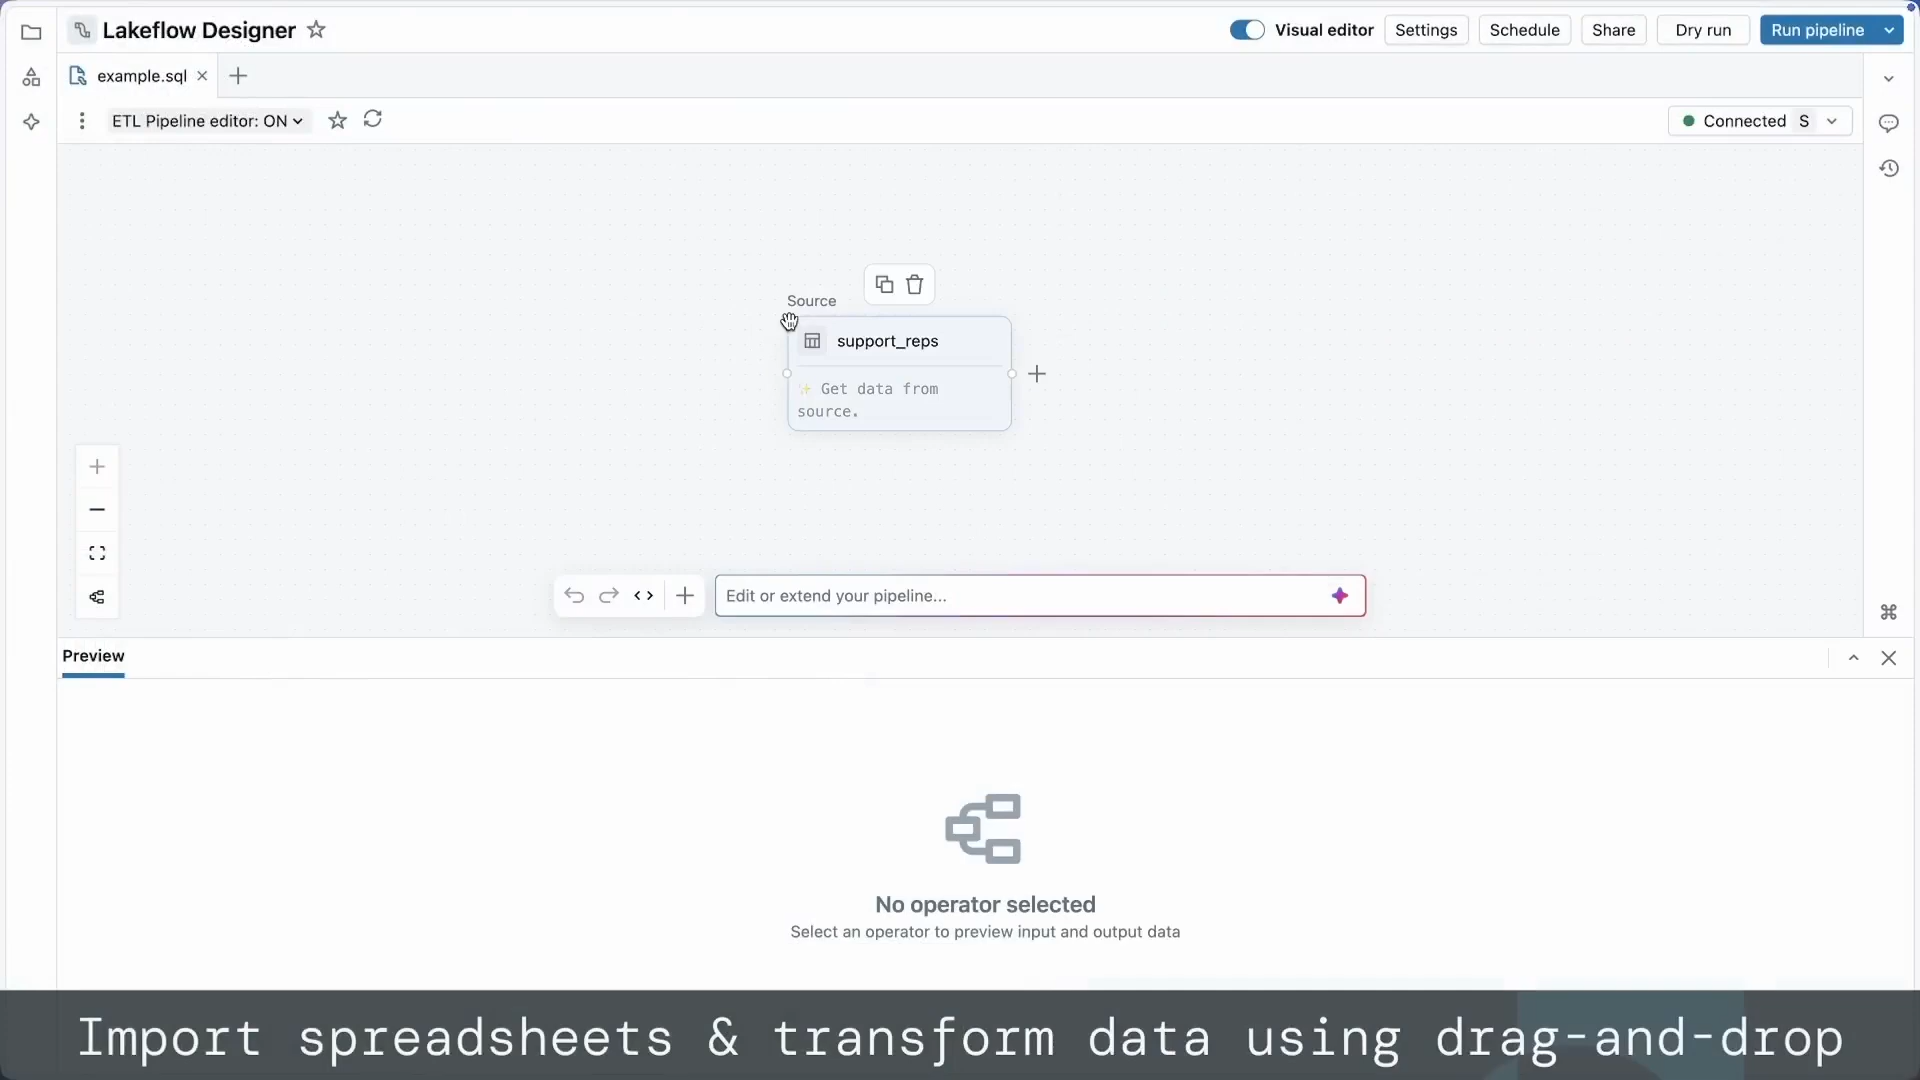 Lakeflow Designer
Visual editor
Settings
Schedule
Share
Dry run
Run pipeline
example.sql
ETL Pipeline editor: ON
Connected S
Source
support_reps
Get data from
source.
Edit or extend your pipeline...
Preview
No operator selected
Select an operator to preview input and output data
Import spreadsheets & transform data using drag-and-drop